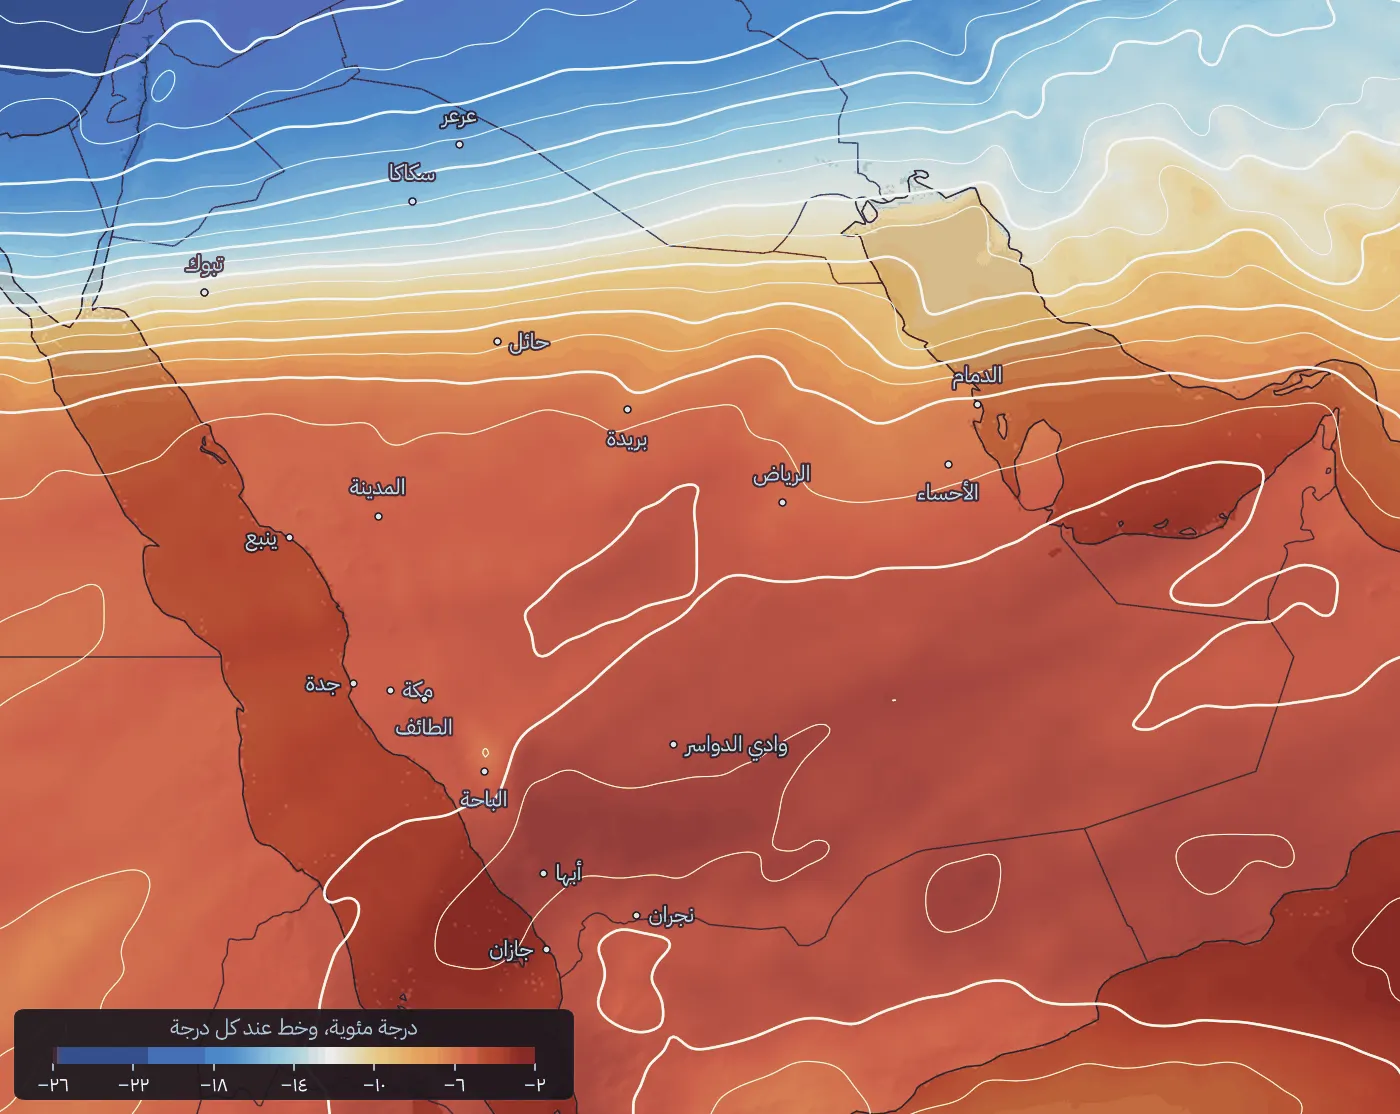 عرعر
سكاكا
تبوك
حائل
الدمام
بريدة
الرياض
المدينة
الأحساء
ينبع
جدة
مكة
الطائف
وادي الدواسر
الباحة
أبها
نجران
جازان
درجة مئوية، وخط عند كل درجة
−٢٦ −٢٢ −١٨ −١٤ −١٠ −٦ −٢